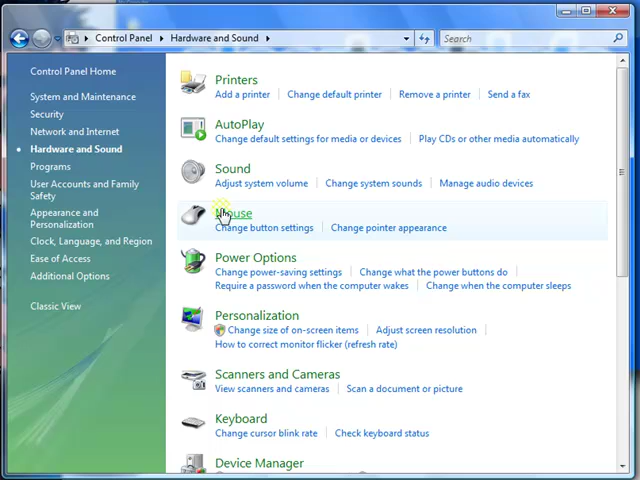 Control Panel ▸ Hardware and Sound ▸
Search
Control Panel Home
System and Maintenance
Security
Network and Internet
Hardware and Sound
Programs
User Accounts and Family
Safety
Appearance and
Personalization
Clock, Language, and Region
Ease of Access
Additional Options
Classic View
Printers
Add a printer | Change default printer | Remove a printer | Send a fax
AutoPlay
Change default settings for media or devices | Play CDs or other media automatically
Sound
Adjust system volume | Change system sounds | Manage audio devices
Mouse
Change button settings | Change pointer appearance
Power Options
Change power-saving settings | Change what the power buttons do
Require a password when the computer wakes | Change when the computer sleeps
Personalization
Change size of on-screen items | Adjust screen resolution
How to correct monitor flicker (refresh rate)
Scanners and Cameras
View scanners and cameras | Scan a document or picture
Keyboard
Change cursor blink rate | Check keyboard status
Device Manager